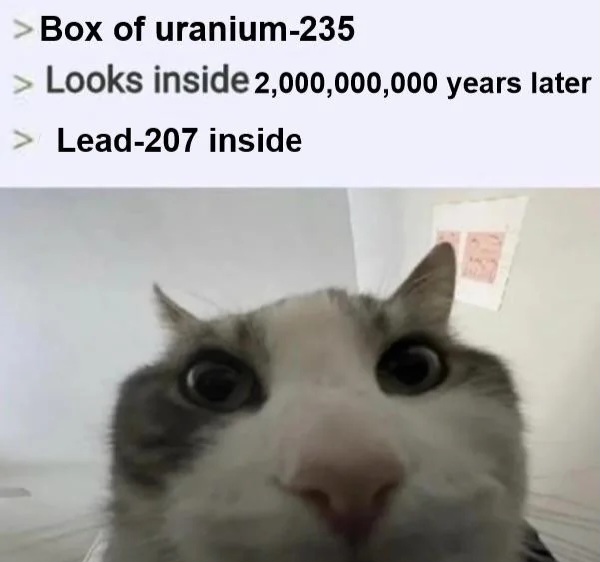 >Box of uranium-235
> Looks inside 2,000,000,000 years later
> Lead-207 inside